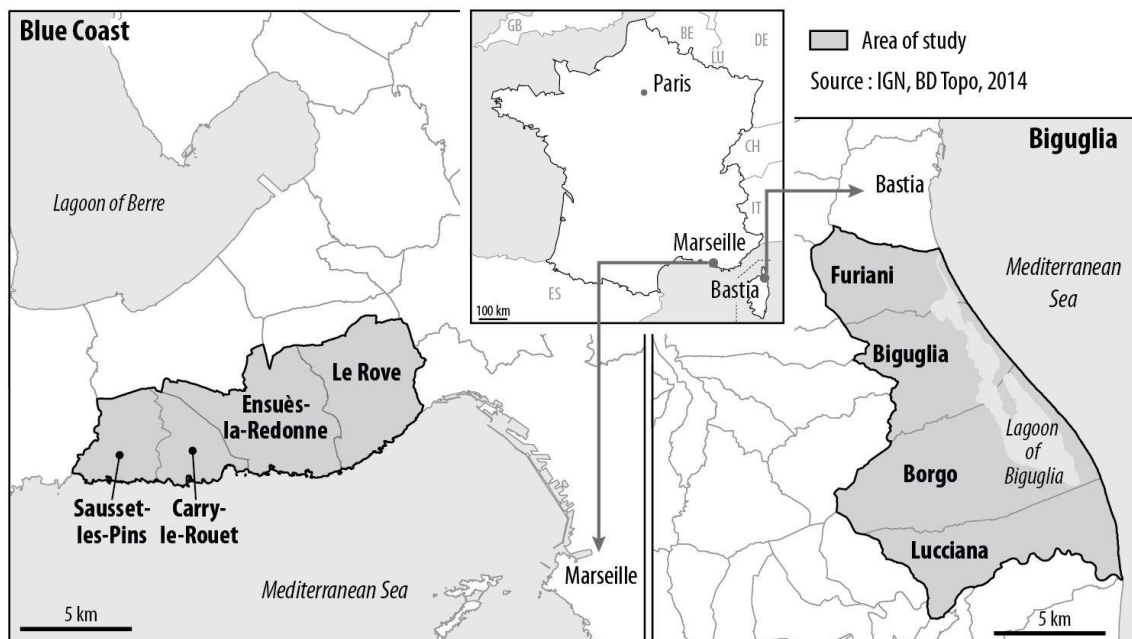 Blue Coast
Lagoon of Berre
Le Rove
Ensuès-
la-Redonne
Sausset-
les-Pins
Carry-
le-Rouet
Marseille
Mediterranean Sea
5 km
GB
BE
LU
DE
Paris
CH
IT
Marseille
Bastia
ES
100 km
Area of study
Source : IGN, BD Topo, 2014
Biguglia
Bastia
Furiani
Mediterranean
Sea
Biguglia
Lagoon
of
Biguglia
Borgo
Lucciana
5 km